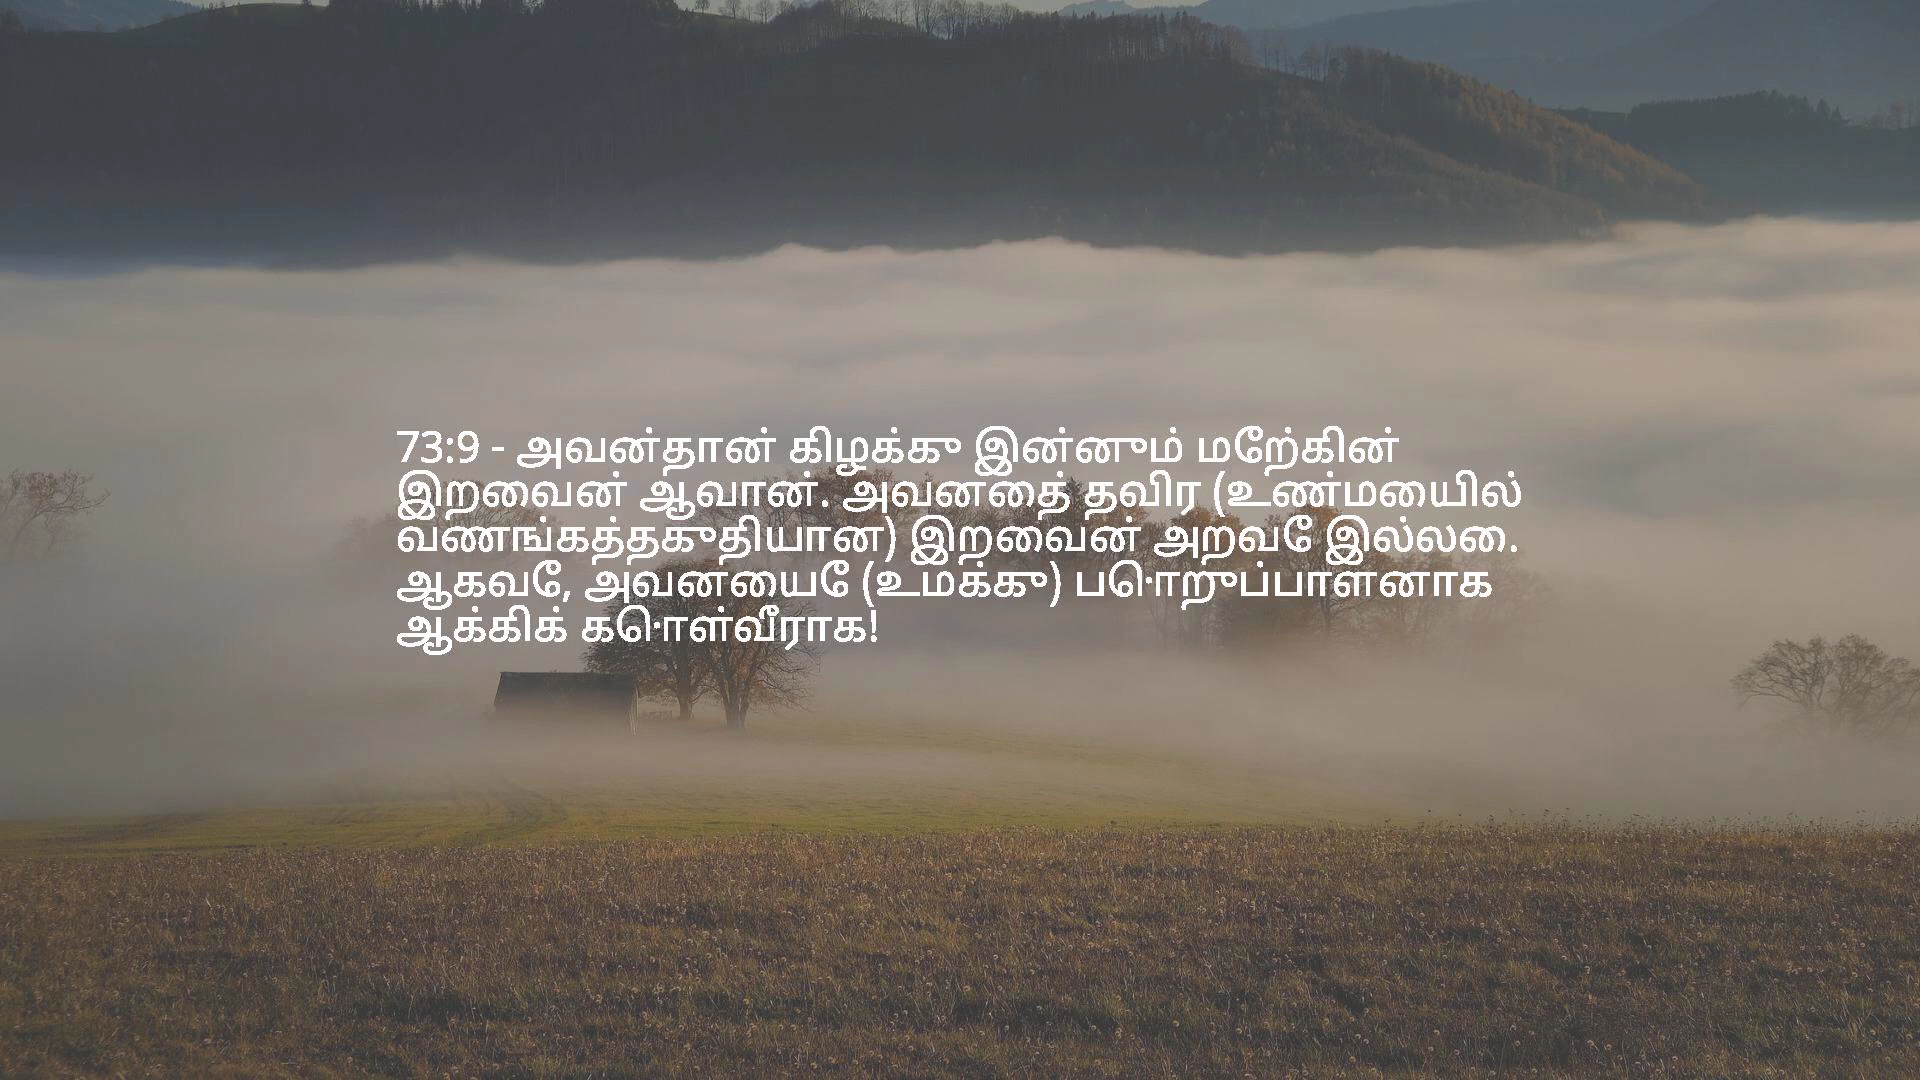 73:9 - அவன்தான் கிழக்கு இன்னும் மேற்கின்
இறைவன் ஆவான். அவனைத் தவிர (உண்மையில்
வணங்கத்தகுதியான) இறைவன் அறவே இல்லை.
ஆகவே, அவனையே (உமக்கு) பொறுப்பாளனாக
ஆக்கிக் கொள்வீராக!